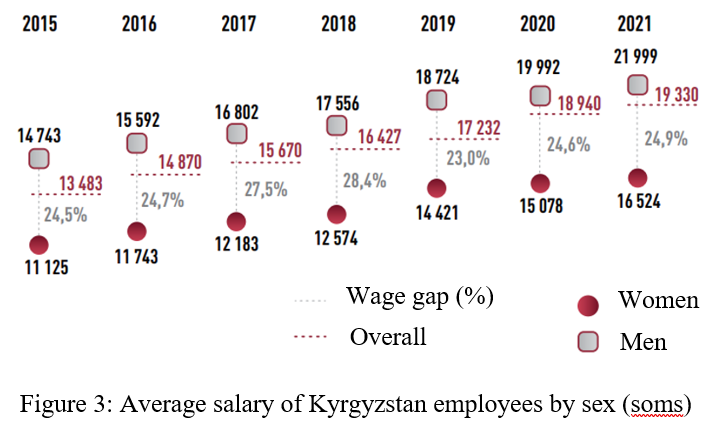 2015 2016 2017 2018 2019 2020 2021
14 743 15 592 16 802 17 556 18 724 19 992 21 999
13 483 14 870 15 670 16 427 17 232 18 940 19 330
24,5% 24,7% 27,5% 28,4% 23,0% 24,6% 24,9%
11 125 11 743 12 183 12 574 14 421 15 078 16 524
Wage gap (%) Women
Overall Men
Figure 3: Average salary of Kyrgyzstan employees by sex (soms)